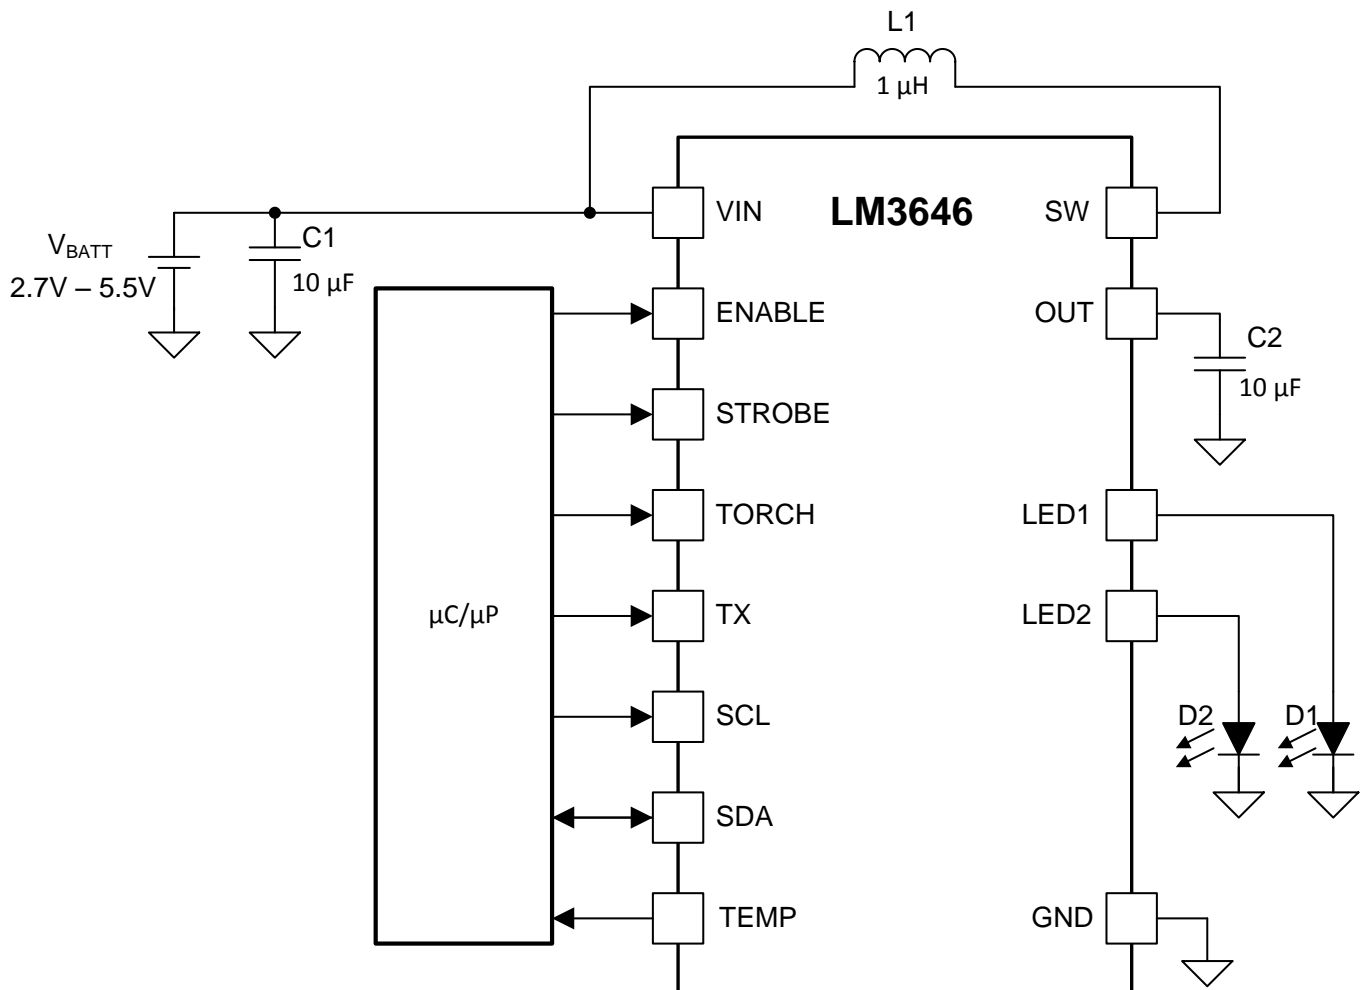 L1
1 µH
VIN
LM3646
SW
V_BATT
2.7V – 5.5V
C1
10 µF
ENABLE
OUT
C2
10 µF
STROBE
TORCH
LED1
µC/µP
TX
LED2
SCL
D2
D1
SDA
TEMP
GND